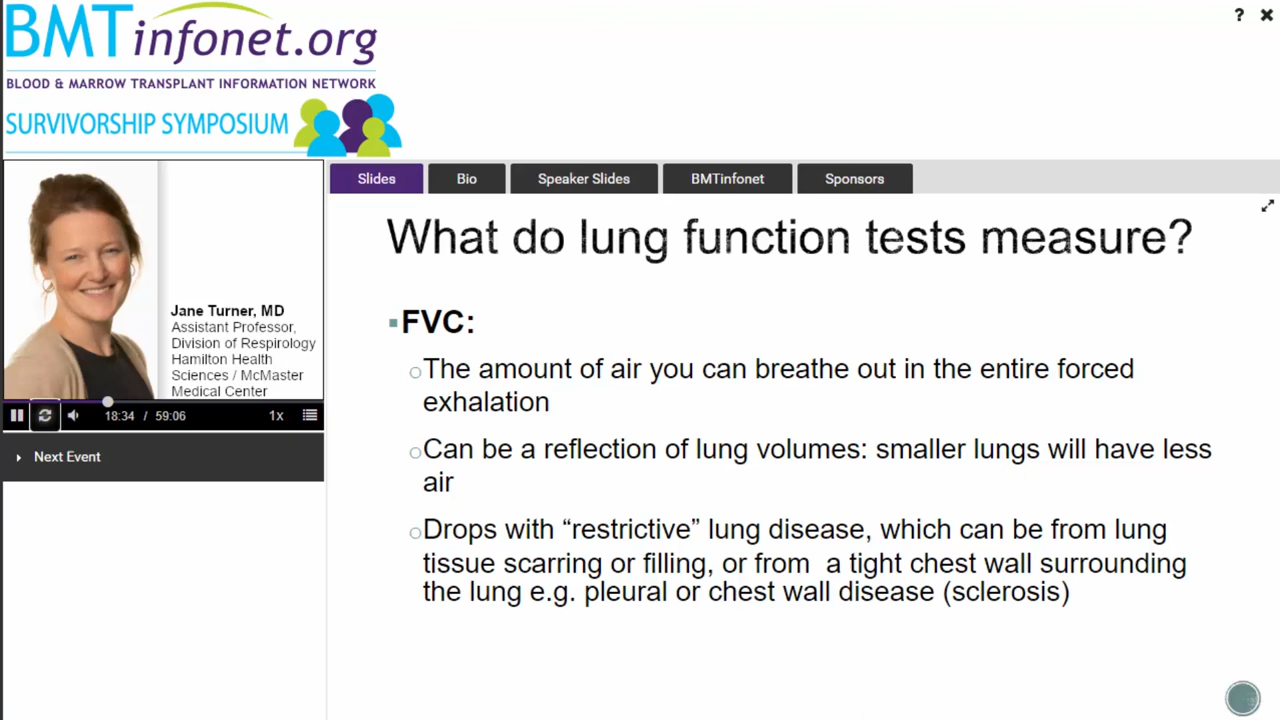 BMTinfonet.org
BLOOD & MARROW TRANSPLANT INFORMATION NETWORK
SURVIVORSHIP SYMPOSIUM
?
Jane Turner, MD
Assistant Professor,
Division of Respirology
Hamilton Health
Sciences / McMaster
Medical Center
18:34 / 59:06 1x
Next Event
Slides Bio Speaker Slides BMTinfonet Sponsors
What do lung function tests measure?
FVC:
The amount of air you can breathe out in the entire forced
exhalation
Can be a reflection of lung volumes: smaller lungs will have less
air
Drops with “restrictive” lung disease, which can be from lung
tissue scarring or filling, or from a tight chest wall surrounding
the lung e.g. pleural or chest wall disease (sclerosis)